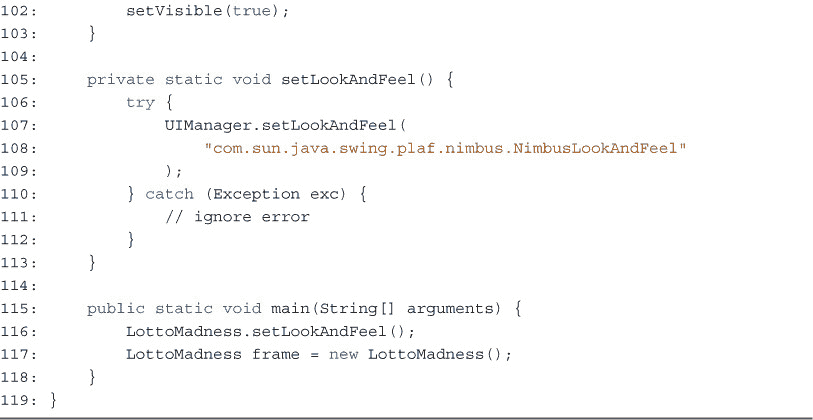 102:         setVisible(true);
103:     }
104:
105:     private static void setLookAndFeel() {
106:         try {
107:             UIManager.setLookAndFeel(
108:                 "com.sun.java.swing.plaf.nimbus.NimbusLookAndFeel"
109:             );
110:         } catch (Exception exc) {
111:             // ignore error
112:         }
113:     }
114:
115:     public static void main(String[] arguments) {
116:         LottoMadness.setLookAndFeel();
117:         LottoMadness frame = new LottoMadness();
118:     }
119: }